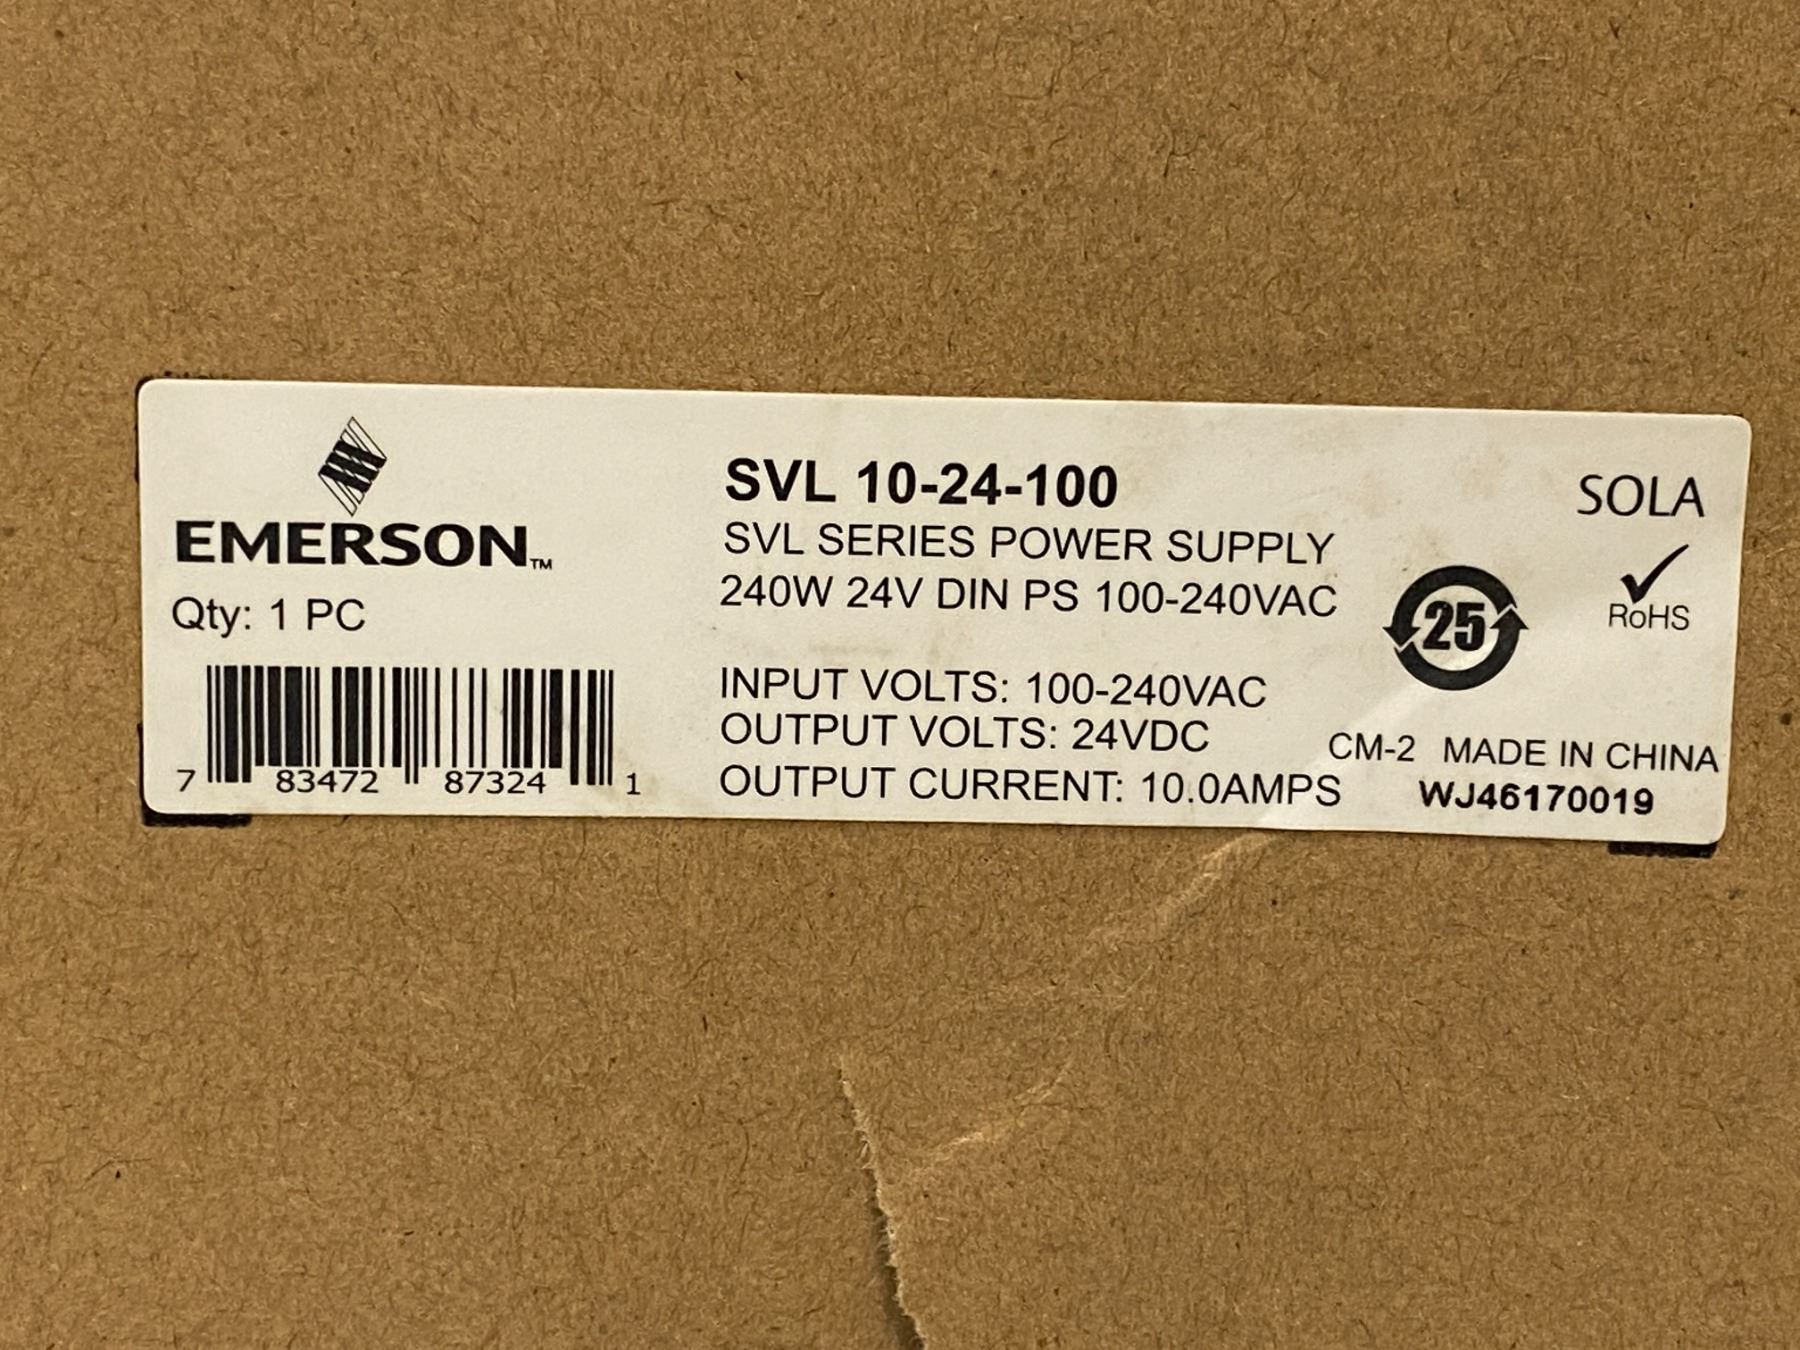 EMERSON™
Qty: 1 PC
7 83472 87324 1
SVL 10-24-100
SVL SERIES POWER SUPPLY
240W 24V DIN PS 100-240VAC
INPUT VOLTS: 100-240VAC
OUTPUT VOLTS: 24VDC
OUTPUT CURRENT: 10.0AMPS
SOLA
25
RoHS
CM-2 MADE IN CHINA
WJ46170019